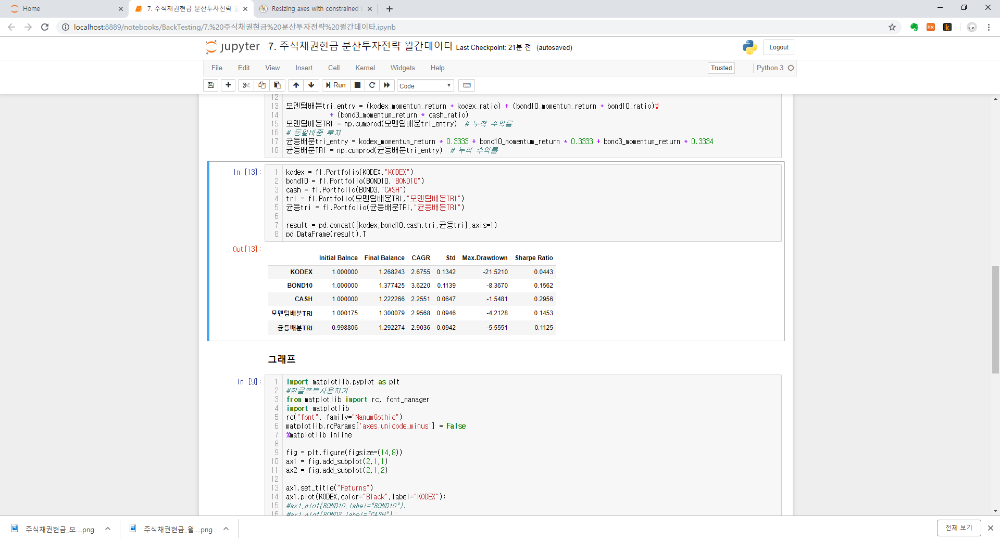 Home
7. 주식채권현금 분산투자전략 월
Resizing axes with constrained
localhost:8889/notebooks/BackTesting/7.%20주식채권현금%20분산투자전략%20월간데이타.ipynb
jupyter 7. 주식채권현금 분산투자전략 월간데이타 Last Checkpoint: 21분 전 (autosaved)
Logout
File Edit View Insert Cell Kernel Widgets Help
Trusted
Python 3
Run
Code
12
13 모멘텀배분tri_entry = (kodex_momentum_return * kodex_ratio) + (bond10_momentum_return * bond10_ratio)₩
14 + (bond3_momentum_return * cash_ratio)
15 모멘텀배분TRI = np.cumprod(모멘텀배분tri_entry) # 누적 수익률
16 # 동일비중 투자
17 균등배분tri_entry = kodex_momentum_return * 0.3333 + bond10_momentum_return * 0.3333 + bond3_momentum_return * 0.3334
18 균등배분TRI = np.cumprod(균등배분tri_entry) # 누적 수익률
In [13]:
1 kodex = fl.Portfolio(KODEX,"KODEX")
2 bond10 = fl.Portfolio(BOND10,"BOND10")
3 cash = fl.Portfolio(BOND3,"CASH")
4 tri = fl.Portfolio(모멘텀배분TRI,"모멘텀배분TRI")
5 균등tri = fl.Portfolio(균등배분TRI,"균등배분TRI")
6
7 result = pd.concat([kodex,bond10,cash,tri,균등tri],axis=1)
8 pd.DataFrame(result).T
Out[13]:
Initial Balnce Final Balance CAGR Std Max.Drawdown Sharpe Ratio
KODEX 1.000000 1.268243 2.6755 0.1342 -21.5210 0.0443
BOND10 1.000000 1.377425 3.6220 0.1139 -8.3670 0.1562
CASH 1.000000 1.222266 2.2551 0.0647 -1.5481 0.2956
모멘텀배분TRI 1.000175 1.300079 2.9568 0.0946 -4.2128 0.1453
균등배분TRI 0.998806 1.292274 2.9036 0.0942 -5.5551 0.1125
그래프
In [9]:
1 import matplotlib.pyplot as plt
2 #한글폰트사용하기
3 from matplotlib import rc, font_manager
4 import matplotlib
5 rc("font", family="NanumGothic")
6 matplotlib.rcParams['axes.unicode_minus'] = False
7 %matplotlib inline
8
9 fig = plt.figure(figsize=(14,8))
10 ax1 = fig.add_subplot(2,1,1)
11 ax2 = fig.add_subplot(2,1,2)
12
13 ax1.set_title("Returns")
14 ax1.plot(KODEX,color="Black",label="KODEX");
15 #ax1.plot(BOND10,label="BOND10");
16 #ax1.plot(BOND3,label="CASH");
주식채권현금_모....png
주식채권현금_월....png
전체 보기